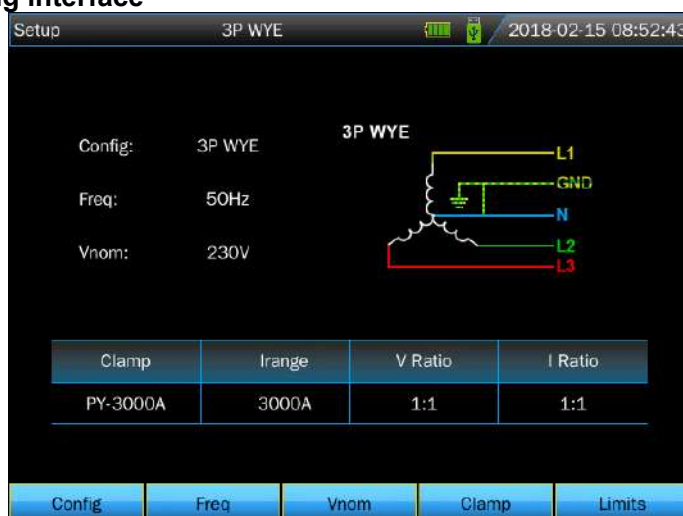 g Interface
Setup 3P WYE 2018-02-15 08:52:43
3P WYE
Config: 3P WYE
L1
Freq: 50Hz
GND
N
Vnom: 230V
L2
L3
Clamp Irange V Ratio I Ratio
PY-3000A 3000A 1:1 1:1
Config Freq Vnom Clamp Limits